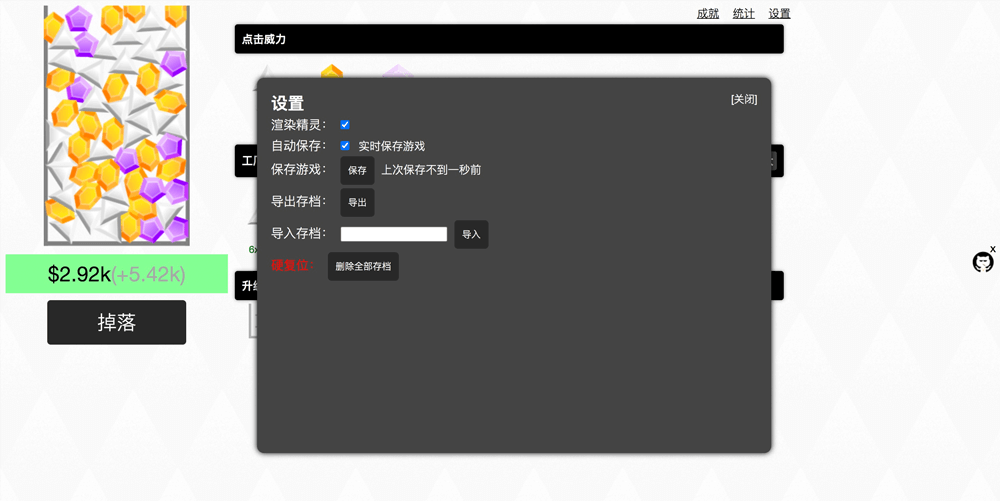 成就 统计 设置
点击威力
设置
[关闭]
渲染精灵：
自动保存： 实时保存游戏
保存游戏： 保存 上次保存不到一秒前
导出存档： 导出
导入存档： 导入
硬复位： 删除全部存档
工厂
6x
升级
$2.92k(+5.42k)
掉落
x